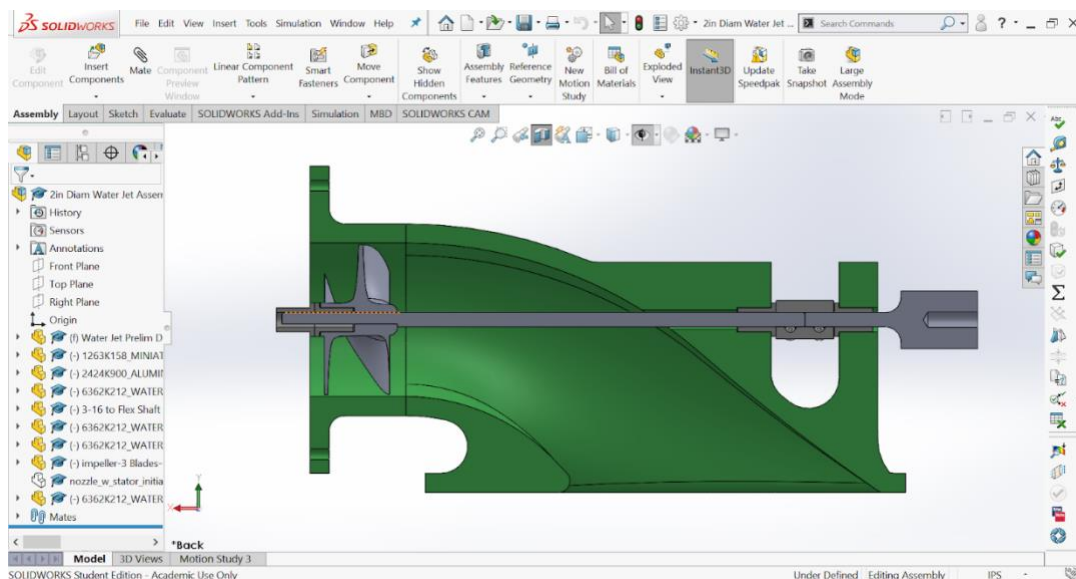 SOLIDWORKS File Edit View Insert Tools Simulation Window Help 2in Diam Water Jet ... Search Commands
Edit Component
Insert Components
Mate
Component Preview Window
Linear Component Pattern
Smart Fasteners
Move Component
Show Hidden Components
Assembly Features
Reference Geometry
New Motion Study
Bill of Materials
Exploded View
Instant3D
Update Speedpak
Take Snapshot
Large Assembly Mode
Assembly Layout Sketch Evaluate SOLIDWORKS Add-Ins Simulation MBD SOLIDWORKS CAM
2in Diam Water Jet Assen
History
Sensors
Annotations
Front Plane
Top Plane
Right Plane
Origin
(f) Water Jet Prelim D
(-) 1263K158_MINIAT
(-) 2424K900_ALUMII
(-) 6362K212_WATER
(-) 3-16 to Flex Shaft
(-) 6362K212_WATER
(-) 6362K212_WATER
(-) impeller-3 Blades-
nozzle_w_stator_initia
(-) 6362K212_WATER
Mates
Y
X
*Back
Model 3D Views Motion Study 3
SOLIDWORKS Student Edition - Academic Use Only Under Defined Editing Assembly IPS -